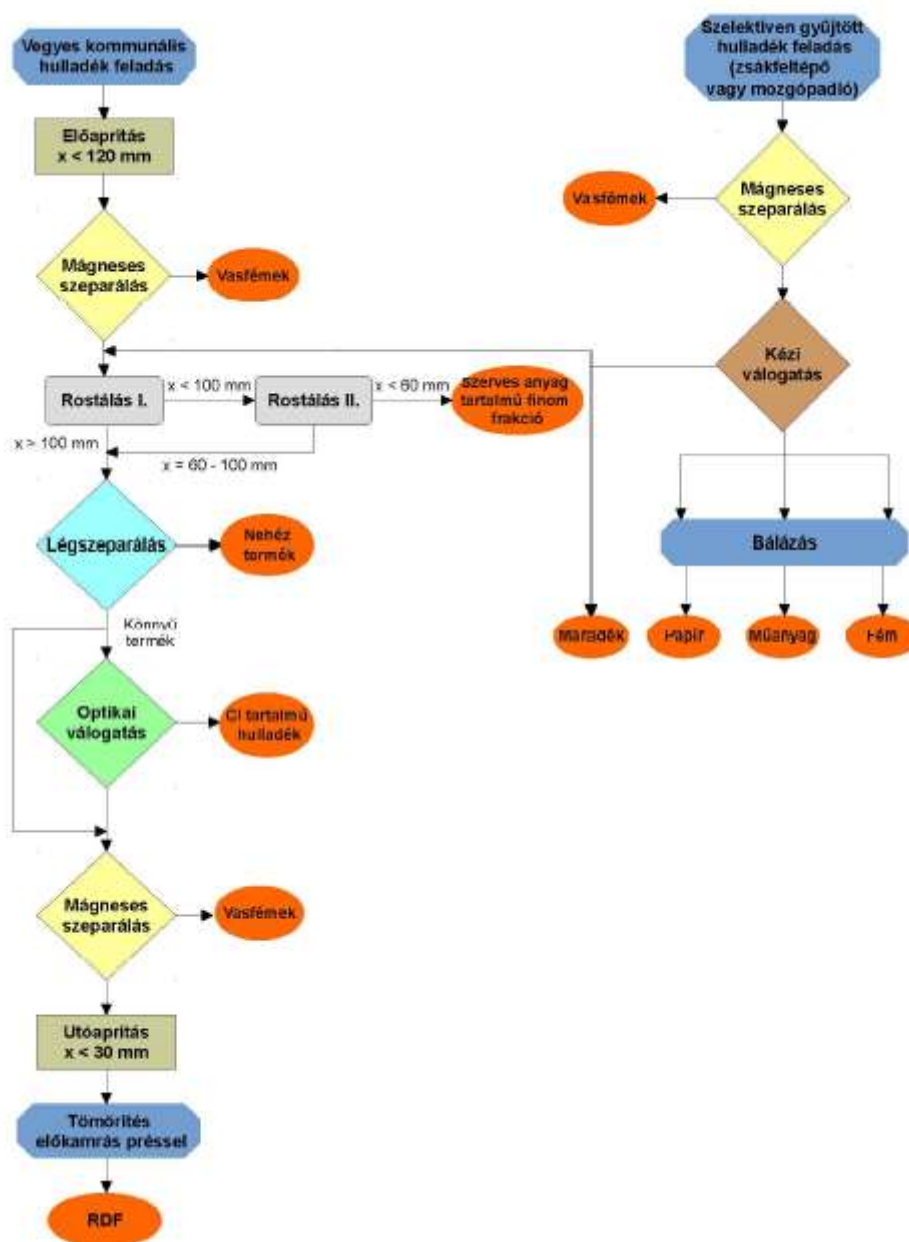 Vegyes kommunális
hulladék feladás
Előaprítás
x < 120 mm
Mágneses
szeparálás
Vasfémek
Rostálás I.
x < 100 mm
Rostálás II.
x < 60 mm
Szerves anyag
tartalmű finom
frakció
x > 100 mm
x = 60 - 100 mm
Légszeparálás
Nehéz
termék
Könnyű
termék
Optikai
válogatás
Cl tartalmű
hulladék
Mágneses
szeparálás
Vasfémek
Utóaprítás
x < 30 mm
Tömörítés
előkamrás préssel
RDF
Szelektíven gyűjtött
hulladék feladás
(zsákfeltépő
vagy mozgópadló)
Mágneses
szeparálás
Vasfémek
Kézi
válogatás
Bálázás
Maradék
Papír
Műanyag
Fém